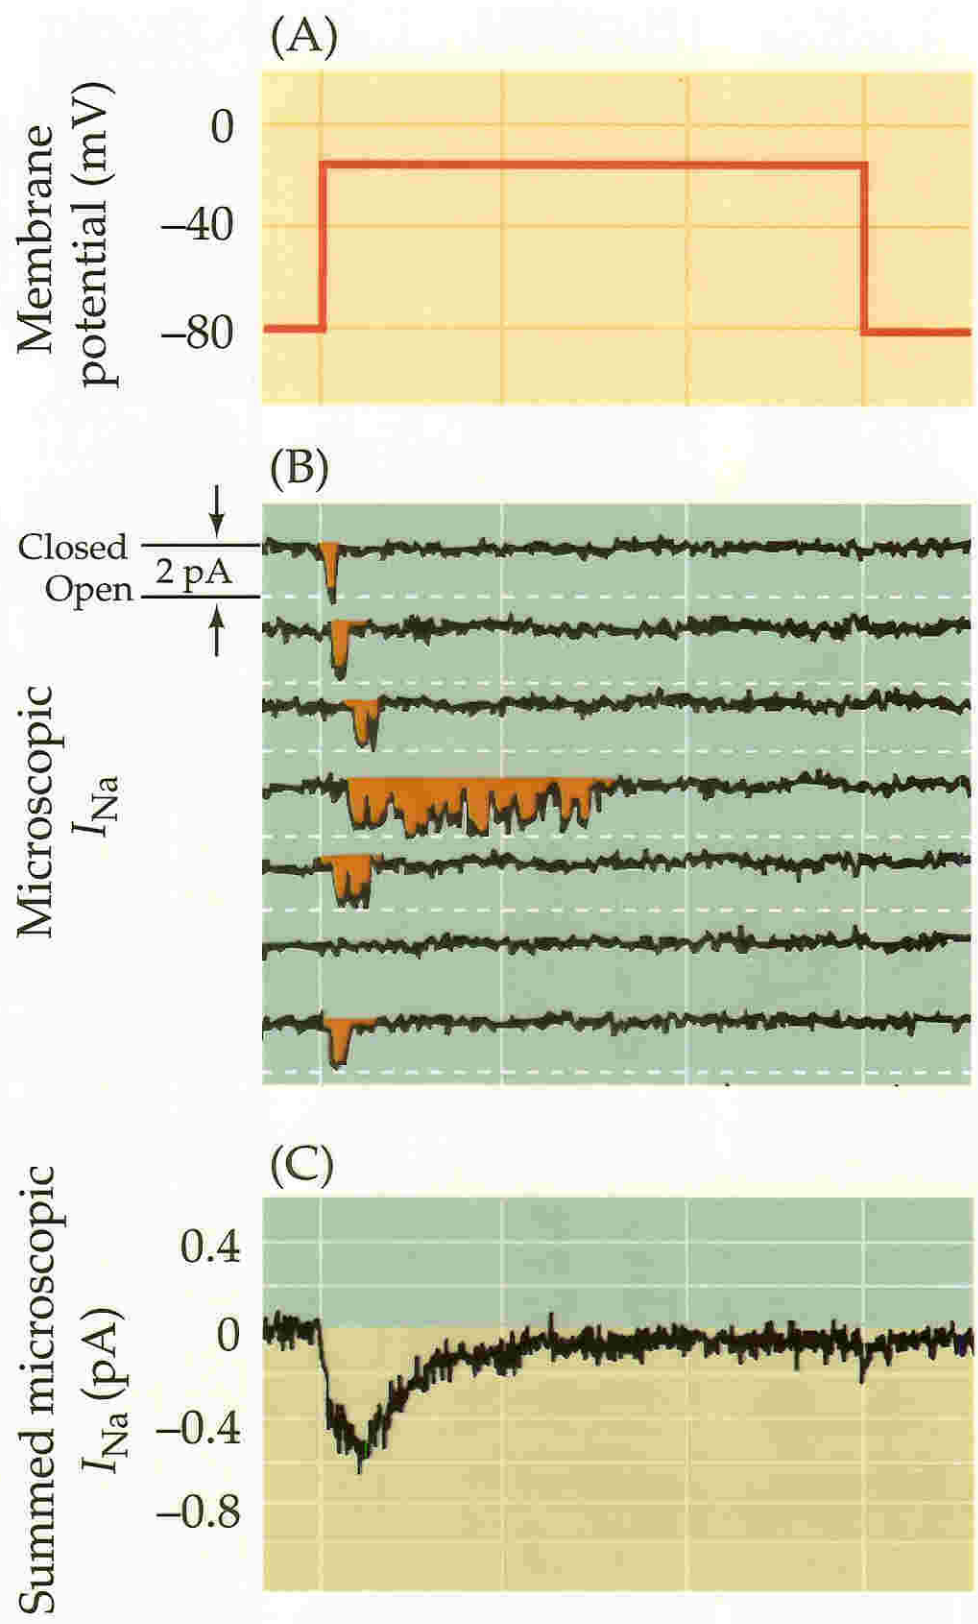 (A)
Membrane
potential (mV)
0
–40
–80
(B)
Closed
Open
2 pA
Microscopic
I_Na
(C)
Summed microscopic
I_Na (pA)
0.4
0
–0.4
–0.8